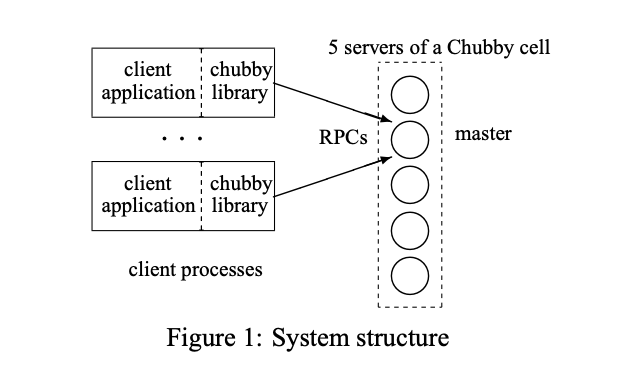 5 servers of a Chubby cell
client chubby
application library
. . .
RPCs
master
client chubby
application library
client processes
Figure 1: System structure